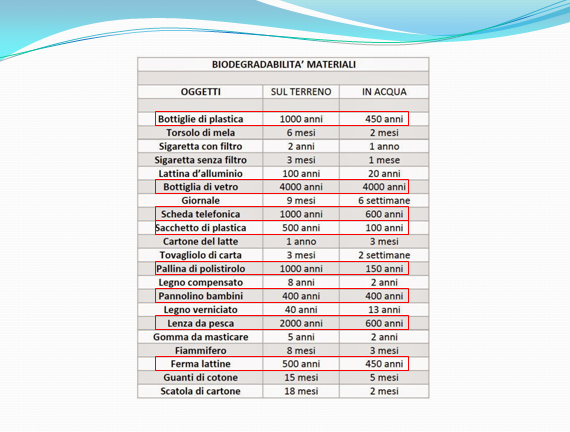 BIODEGRADABILITA’ MATERIALI
OGGETTI SUL TERRENO IN ACQUA
Bottiglie di plastica 1000 anni 450 anni
Torsolo di mela 6 mesi 2 mesi
Sigaretta con filtro 2 anni 1 anno
Sigaretta senza filtro 3 mesi 1 mese
Lattina d’alluminio 100 anni 20 anni
Bottiglia di vetro 4000 anni 4000 anni
Giornale 9 mesi 6 settimane
Scheda telefonica 1000 anni 600 anni
Sacchetto di plastica 500 anni 100 anni
Cartone del latte 1 anno 3 mesi
Tovagliolo di carta 3 mesi 2 settimane
Pallina di polistirolo 1000 anni 150 anni
Legno compensato 8 anni 2 anni
Pannolino bambini 400 anni 400 anni
Legno verniciato 40 anni 13 anni
Lenza da pesca 2000 anni 600 anni
Gomma da masticare 5 anni 2 anni
Fiammifero 8 mesi 3 mesi
Ferma lattine 500 anni 450 anni
Guanti di cotone 15 mesi 5 mesi
Scatola di cartone 18 mesi 2 mesi